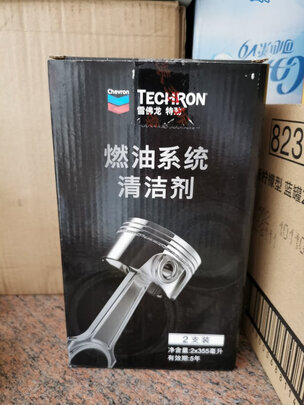 Chevron
TECHRON
雪佛龙 特劲
燃油系统
清洁剂
2支装
净含量:2x355毫升
有效期:5年
823